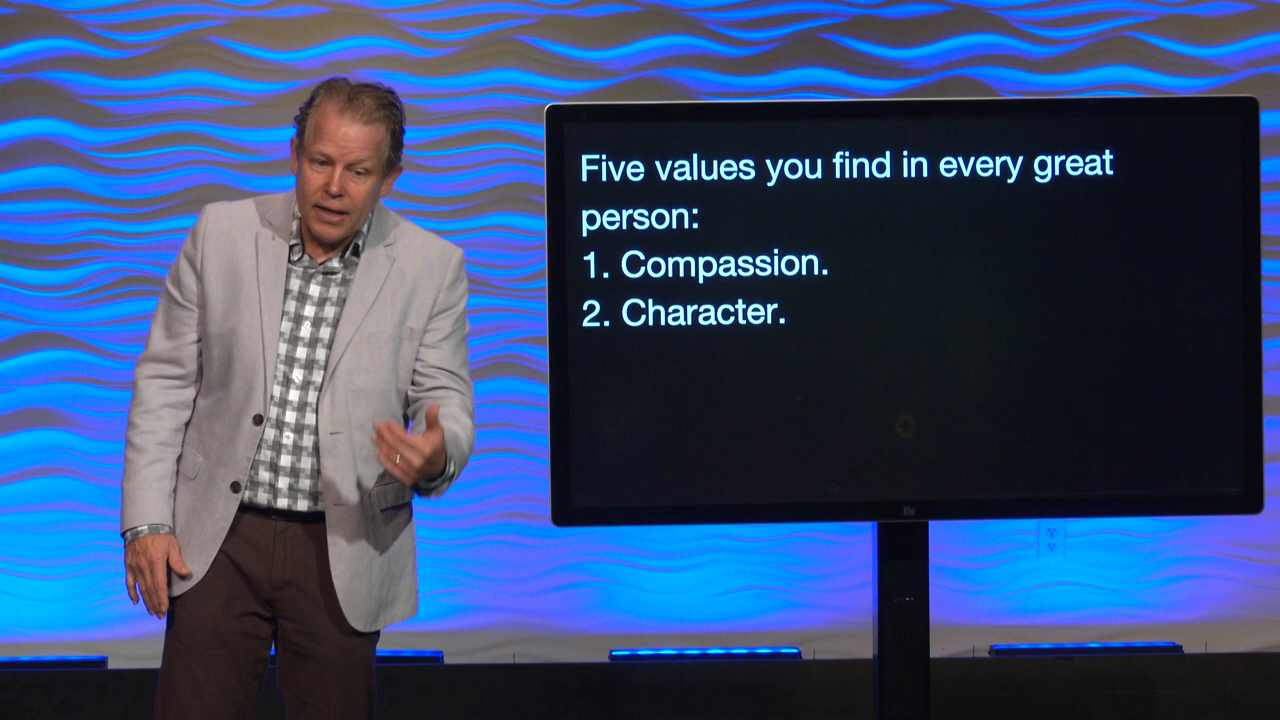 Five values you find in every great
person:
1. Compassion.
2. Character.